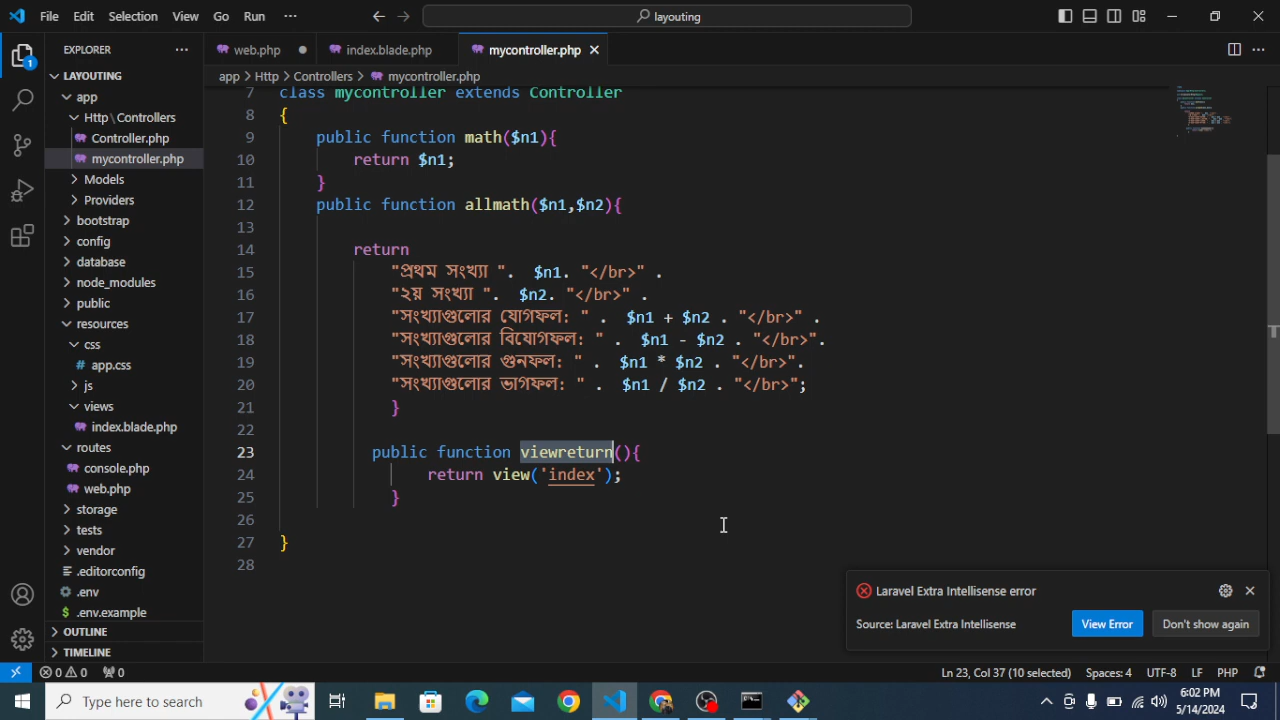 File Edit Selection View Go Run ··· layouting
EXPLORER ···
web.php index.blade.php mycontroller.php
LAYOUTING
app > Http > Controllers > mycontroller.php
app
Http \ Controllers
Controller.php
mycontroller.php
Models
Providers
bootstrap
config
database
node_modules
public
resources
css
app.css
js
views
index.blade.php
routes
console.php
web.php
storage
tests
vendor
.editorconfig
.env
.env.example
OUTLINE
TIMELINE
7 class mycontroller extends Controller
8 {
9 public function math($n1){
10 return $n1;
11 }
12 public function allmath($n1,$n2){
13
14 return
15 "প্রথম সংখ্যা ". $n1. "</br>" .
16 "২য় সংখ্যা ". $n2. "</br>" .
17 "সংখ্যাগুলোর যোগফল: " . $n1 + $n2 . "</br>" .
18 "সংখ্যাগুলোর বিযোগফল: " . $n1 - $n2 . "</br>".
19 "সংখ্যাগুলোর গুনফল: " . $n1 * $n2 . "</br>".
20 "সংখ্যাগুলোর ভাগফল: " . $n1 / $n2 . "</br>";
21 }
22
23 public function viewreturn(){
24 return view('index');
25 }
26
27 }
28
Laravel Extra Intellisense error
Source: Laravel Extra Intellisense View Error Don't show again
0 0 0 Ln 23, Col 37 (10 selected) Spaces: 4 UTF-8 LF PHP
Type here to search
6:02 PM
5/14/2024
1